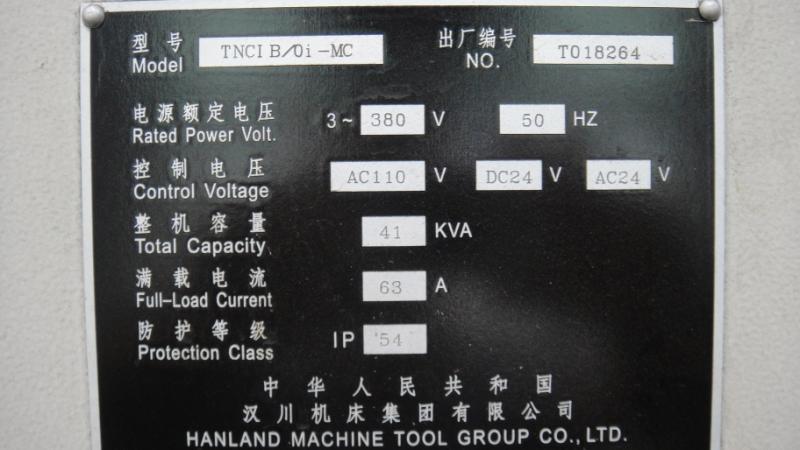 型号 TNCIB/0i-MC 出厂编号 T018264
Model NO.
电源额定电压 3~ 380 V 50 HZ
Rated Power Volt.
控制电压 AC110 V DC24 V AC24 V
Control Voltage
整机容量 41 KVA
Total Capacity
满载电流 63 A
Full-Load Current
防护等级 IP 54
Protection Class
中华人民共和国
汉川机床集团有限公司
HANLAND MACHINE TOOL GROUP CO.,LTD.